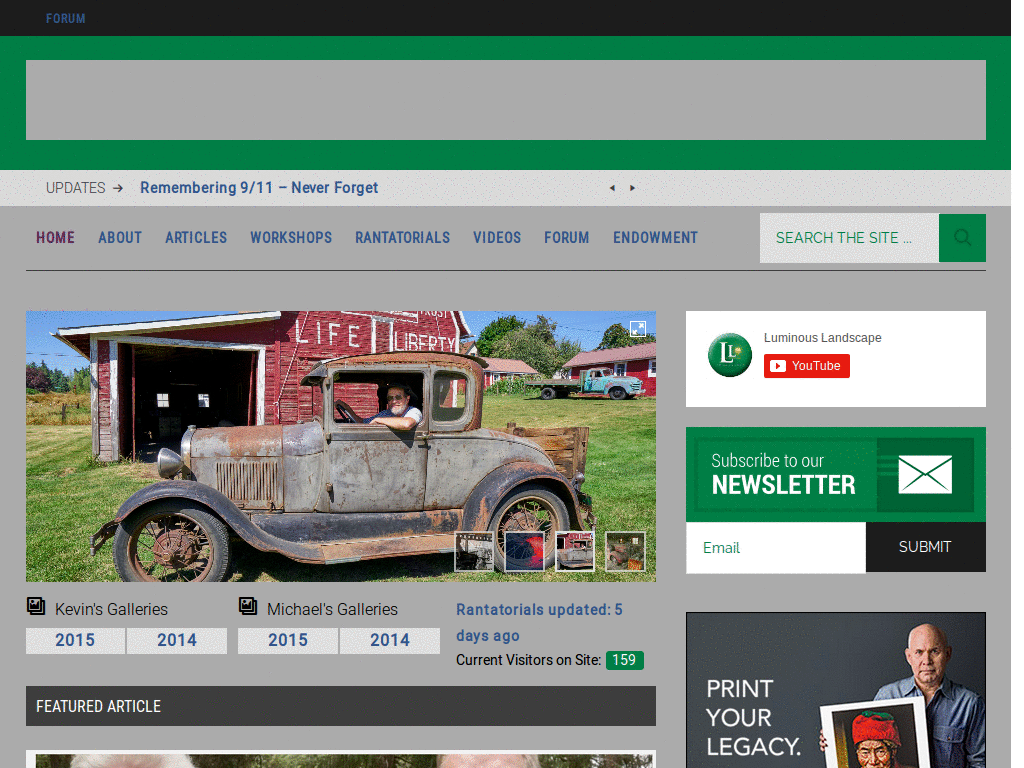 FORUM
UPDATES
Remembering 9/11 – Never Forget
HOME ABOUT ARTICLES WORKSHOPS RANTATORIALS VIDEOS FORUM ENDOWMENT
SEARCH THE SITE ...
TRUST
LIFE LIBERTY
Luminous Landscape
YouTube
Subscribe to our
NEWSLETTER
Email
SUBMIT
Kevin's Galleries
2015 2014
Michael's Galleries
2015 2014
Rantatorials updated: 5
days ago
Current Visitors on Site: 159
FEATURED ARTICLE
PRINT
YOUR
LEGACY.